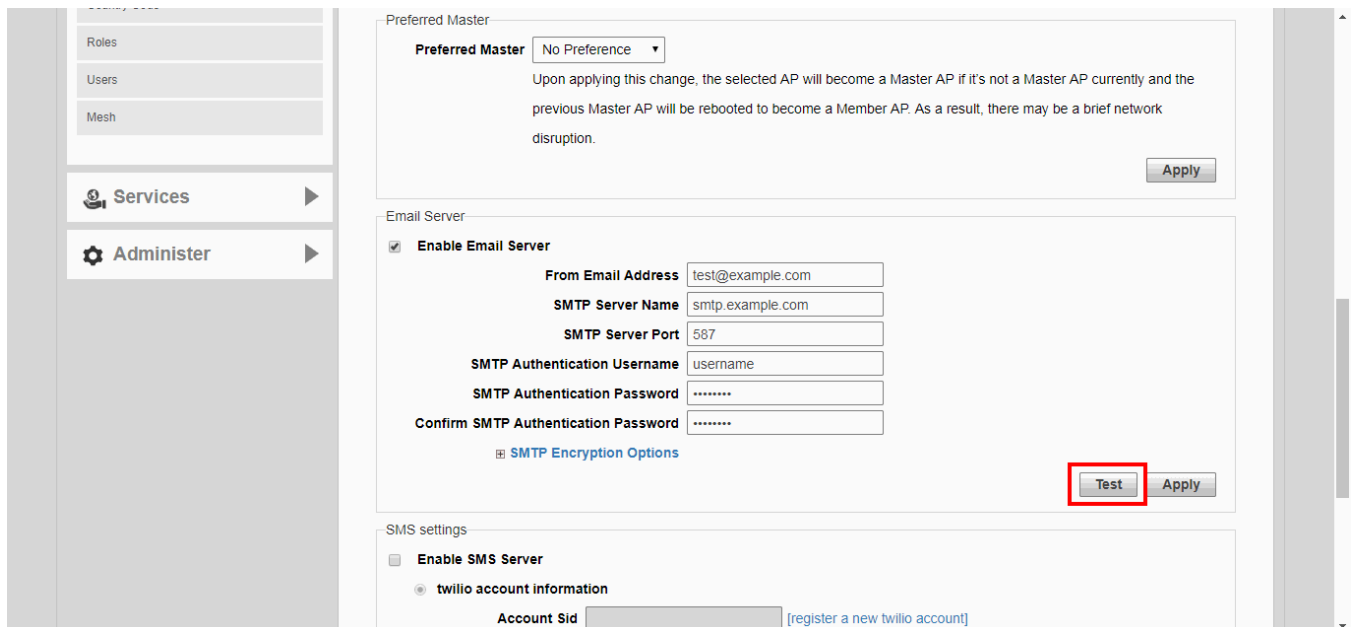 Country Code
Roles
Users
Mesh
Services
Administer
Preferred Master
Preferred Master No Preference
Upon applying this change, the selected AP will become a Master AP if it's not a Master AP currently and the
previous Master AP will be rebooted to become a Member AP. As a result, there may be a brief network
disruption.
Apply
Email Server
Enable Email Server
From Email Address test@example.com
SMTP Server Name smtp.example.com
SMTP Server Port 587
SMTP Authentication Username username
SMTP Authentication Password ••••••••
Confirm SMTP Authentication Password ••••••••
SMTP Encryption Options
Test Apply
SMS settings
Enable SMS Server
twilio account information
Account Sid [register a new twilio account]